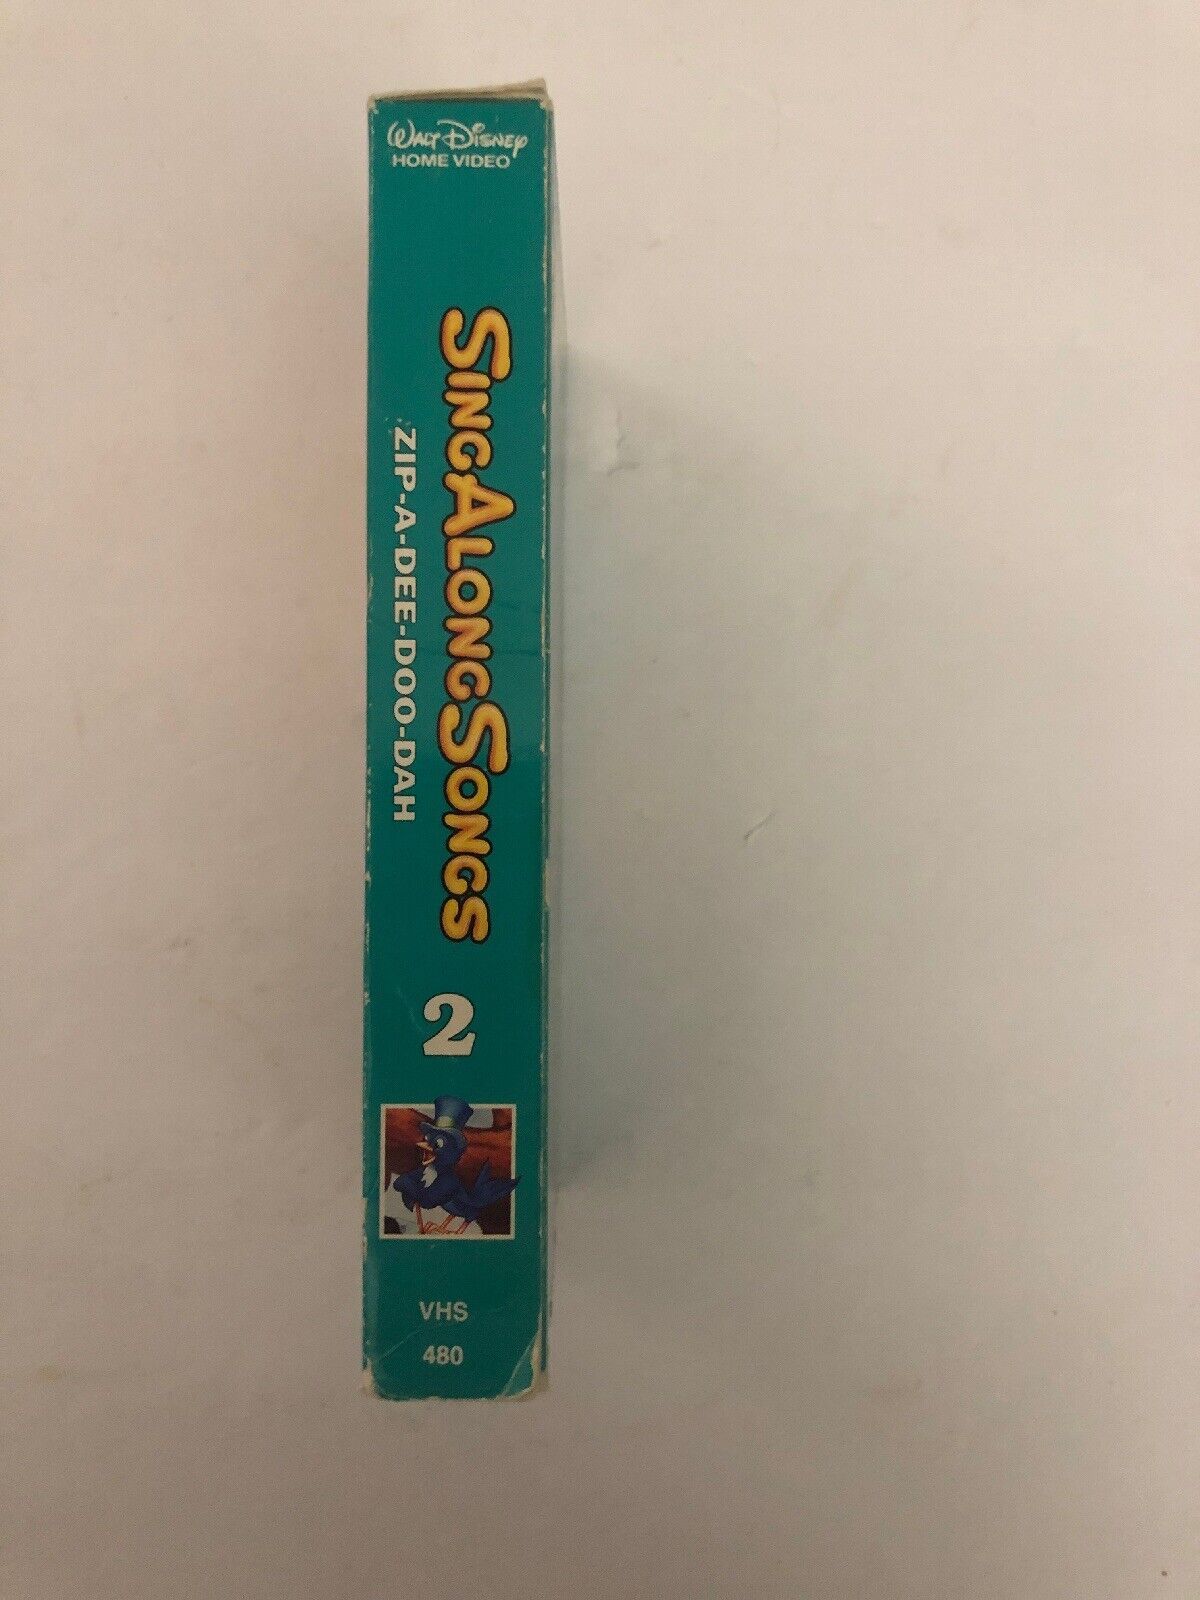 WALT DISNEY
HOME VIDEO
SING ALONG SONGS
ZIP-A-DEE-DOO-DAH
2
VHS
480